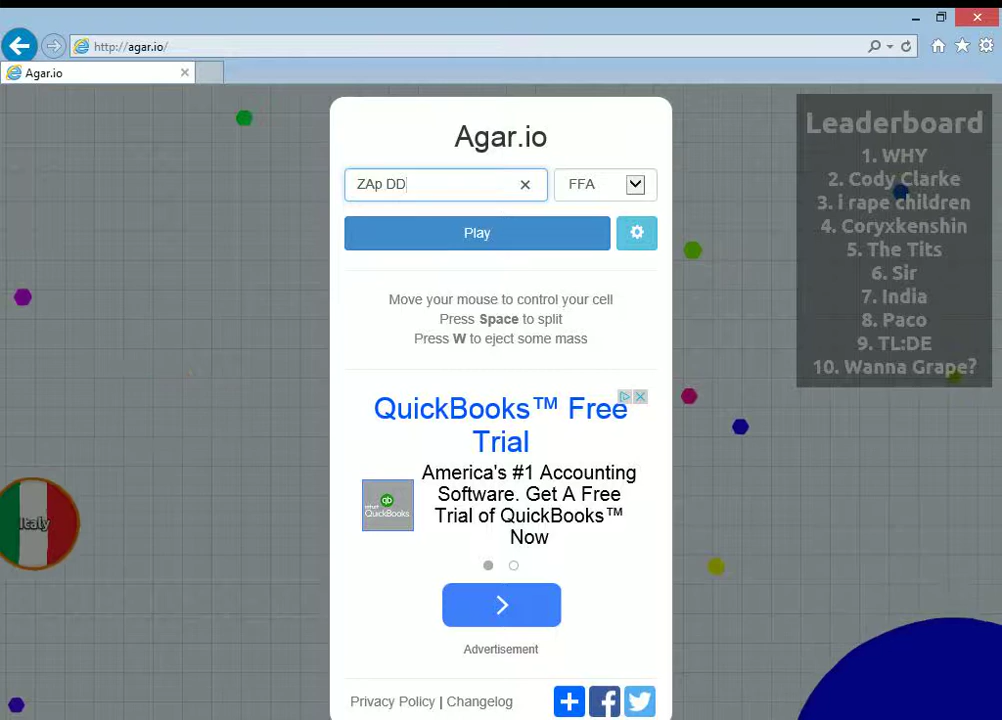 http://agar.io/
Agar.io
Agar.io
ZAp DD
FFA
Play
Move your mouse to control your cell
Press Space to split
Press W to eject some mass
QuickBooks™ Free
Trial
America's #1 Accounting
Software. Get A Free
Trial of QuickBooks™
Now
intuit
qb
QuickBooks
Advertisement
Privacy Policy | Changelog
Leaderboard
1. WHY
2. Cody Clarke
3. i rape children
4. Coryxkenshin
5. The Tits
6. Sir
7. India
8. Paco
9. TL:DE
10. Wanna Grape?
Italy